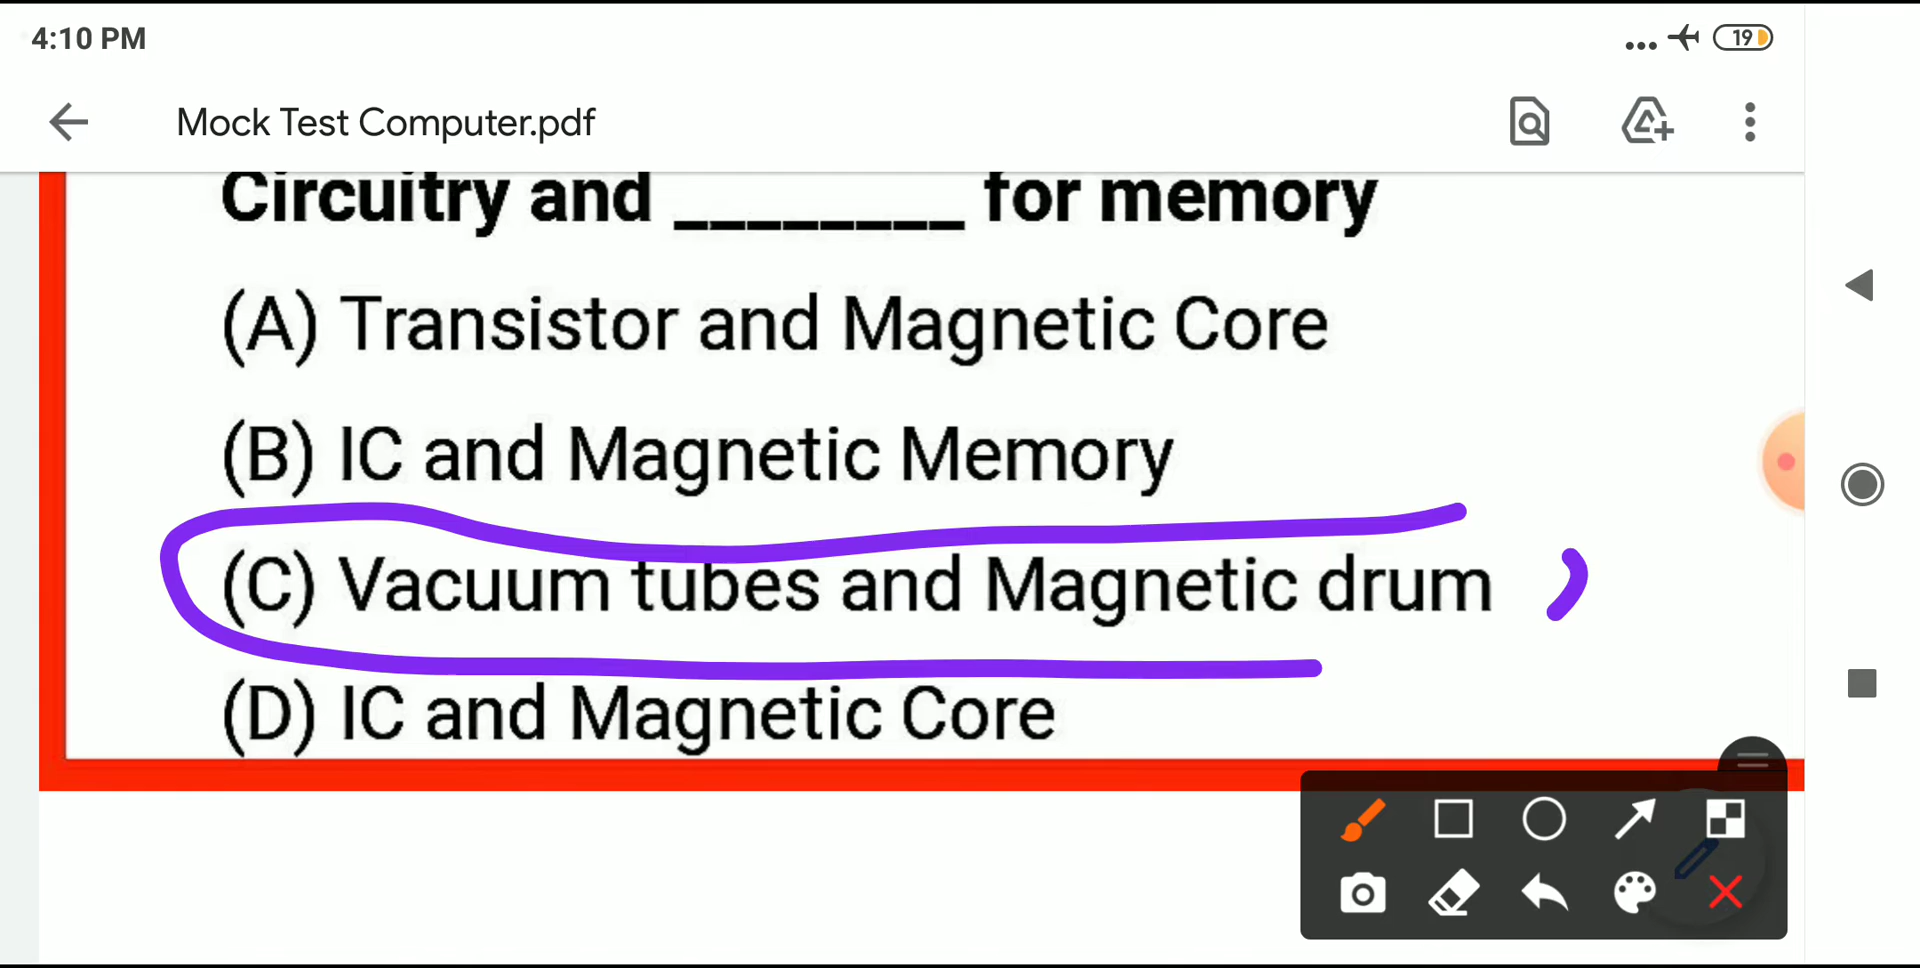 4:10 PM
19
Mock Test Computer.pdf
Circuitry and ________ for memory
(A) Transistor and Magnetic Core
(B) IC and Magnetic Memory
(C) Vacuum tubes and Magnetic drum
(D) IC and Magnetic Core